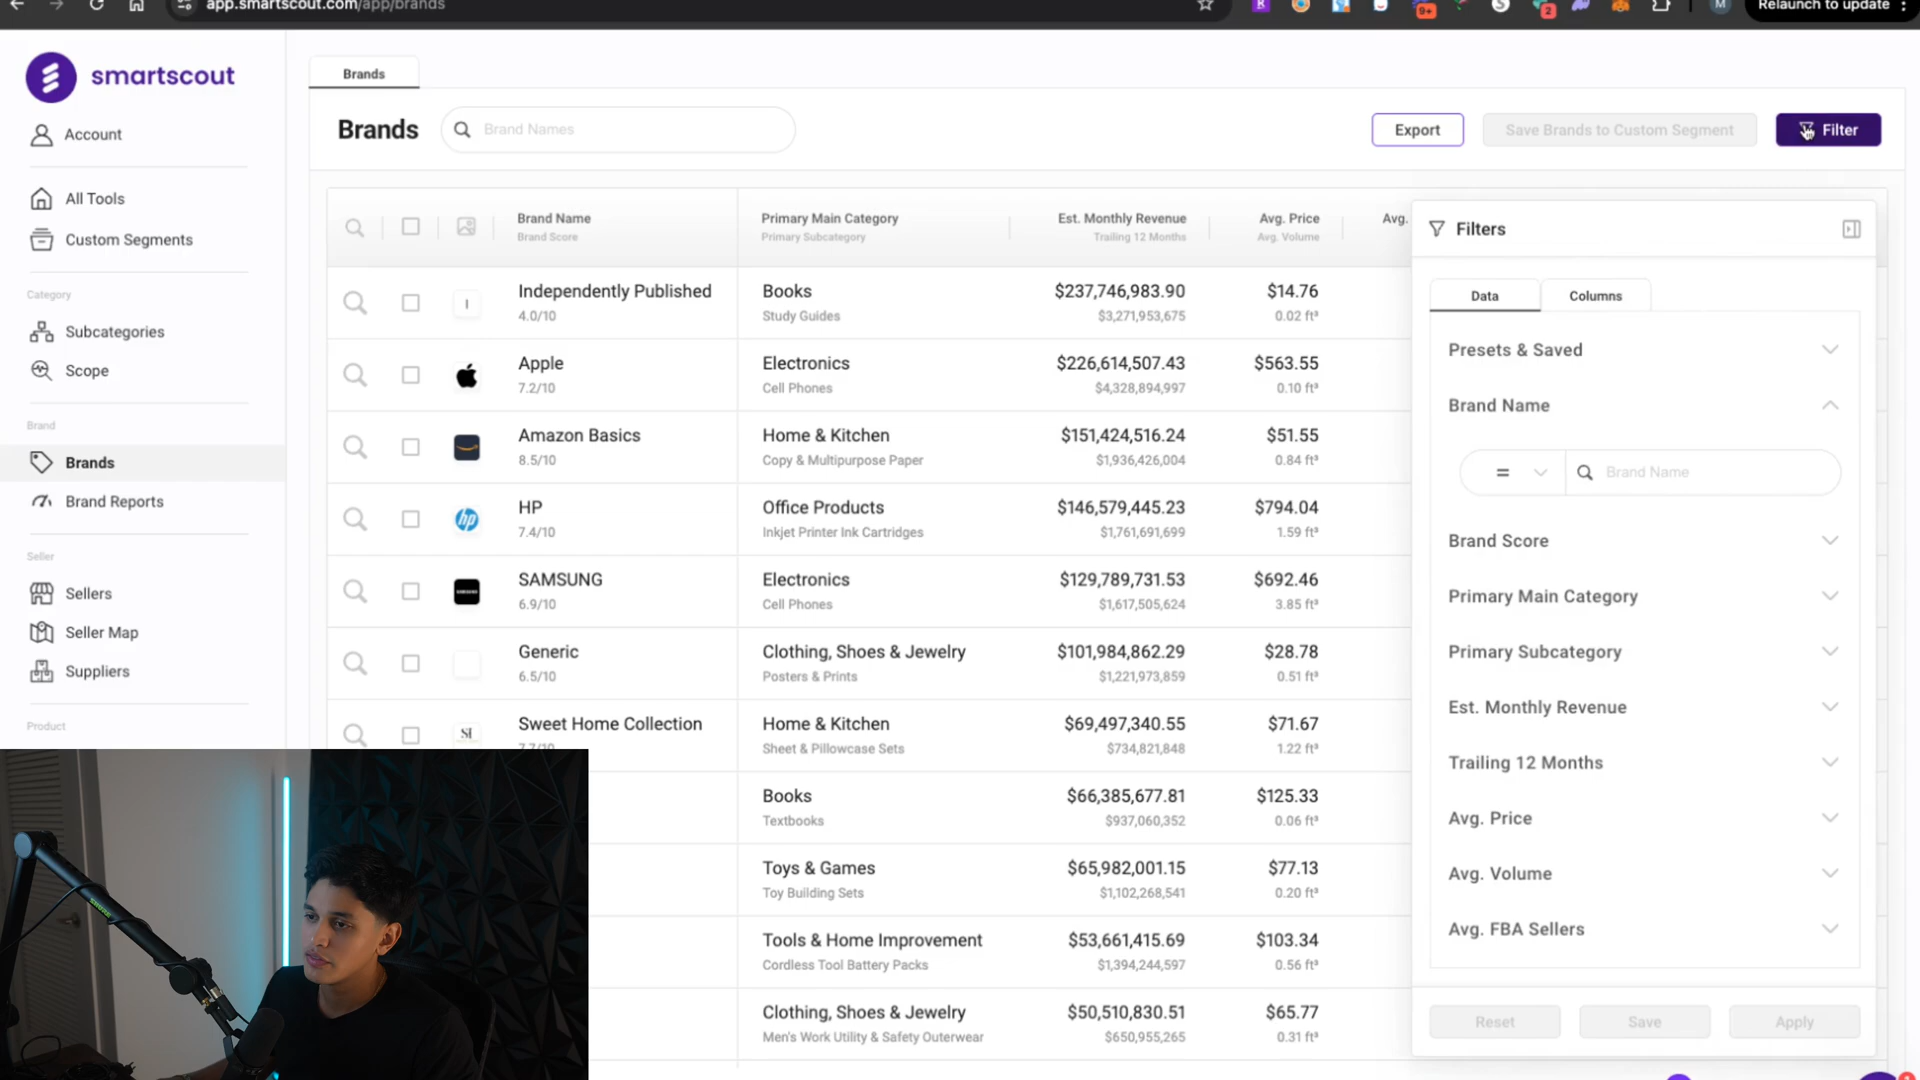 app.smartscout.com/app/brands
9+
2
M
Relaunch to update
smartscout
Account
All Tools
Custom Segments
Category
Subcategories
Scope
Brand
Brands
Brand Reports
Seller
Sellers
Seller Map
Suppliers
Product
Brands
Brands
Brand Names
Export
Save Brands to Custom Segment
Filter
Brand Name
Brand Score
Primary Main Category
Primary Subcategory
Est. Monthly Revenue
Trailing 12 Months
Avg. Price
Avg. Volume
Avg.
Independently Published
4.0/10
Books
Study Guides
$237,746,983.90
$3,271,953,675
$14.76
0.02 ft³
Apple
7.2/10
Electronics
Cell Phones
$226,614,507.43
$4,328,894,997
$563.55
0.10 ft³
Amazon Basics
8.5/10
Home & Kitchen
Copy & Multipurpose Paper
$151,424,516.24
$1,936,426,004
$51.55
0.84 ft³
hp
HP
7.4/10
Office Products
Inkjet Printer Ink Cartridges
$146,579,445.23
$1,761,691,699
$794.04
1.59 ft³
SAMSUNG
6.9/10
Electronics
Cell Phones
$129,789,731.53
$1,617,505,624
$692.46
3.85 ft³
Generic
6.5/10
Clothing, Shoes & Jewelry
Posters & Prints
$101,984,862.29
$1,221,973,859
$28.78
0.51 ft³
Sweet Home Collection
7.7/10
Home & Kitchen
Sheet & Pillowcase Sets
$69,497,340.55
$734,821,848
$71.67
1.22 ft³
Books
Textbooks
$66,385,677.81
$937,060,352
$125.33
0.06 ft³
Toys & Games
Toy Building Sets
$65,982,001.15
$1,102,268,541
$77.13
0.20 ft³
Tools & Home Improvement
Cordless Tool Battery Packs
$53,661,415.69
$1,394,244,597
$103.34
0.56 ft³
Clothing, Shoes & Jewelry
Men's Work Utility & Safety Outerwear
$50,510,830.51
$650,955,265
$65.77
0.31 ft³
Filters
Data
Columns
Presets & Saved
Brand Name
=
Brand Name
Brand Score
Primary Main Category
Primary Subcategory
Est. Monthly Revenue
Trailing 12 Months
Avg. Price
Avg. Volume
Avg. FBA Sellers
Reset
Save
Apply
SHURE